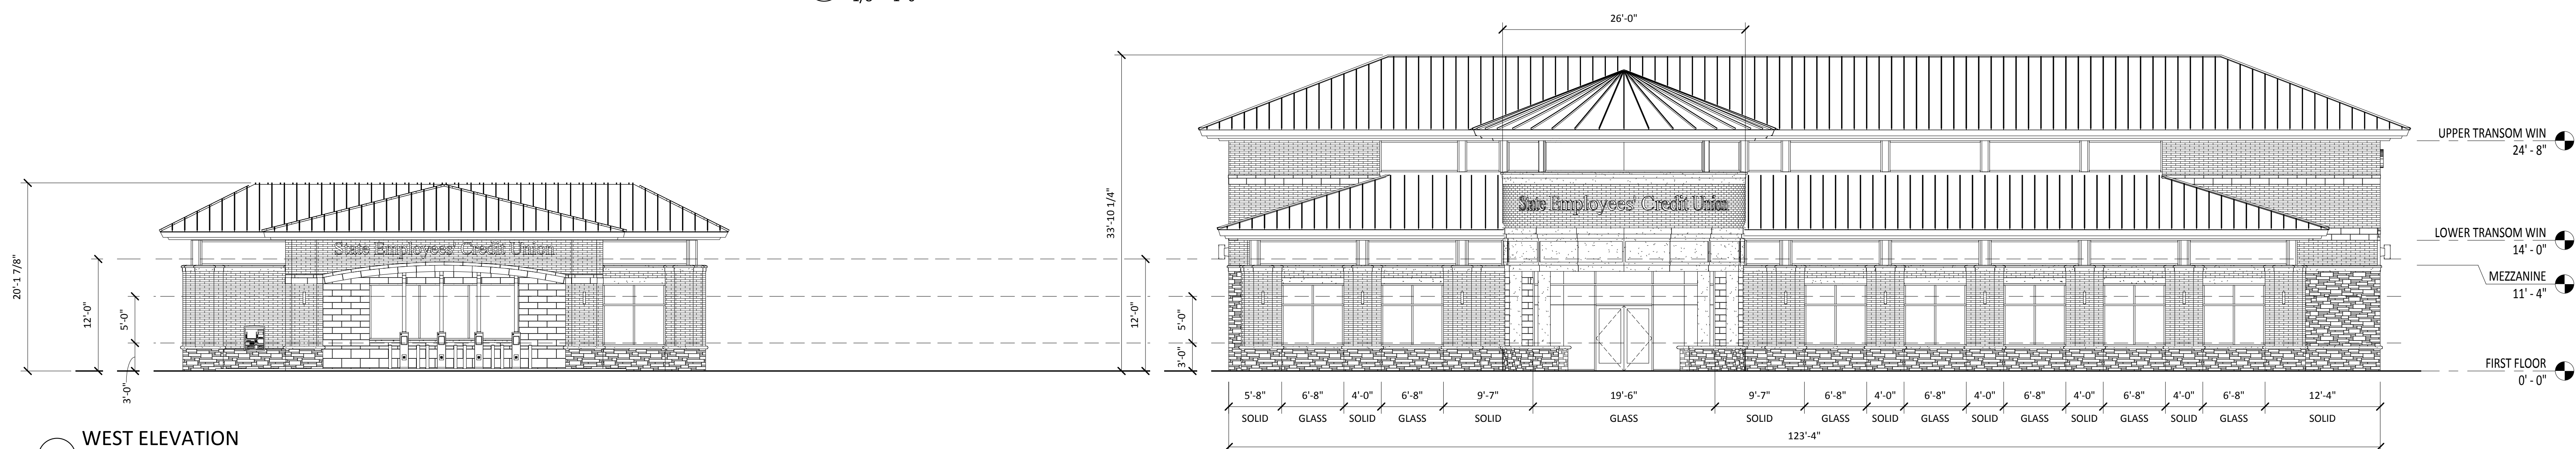 26'-0"
UPPER TRANSOM WIN
24' - 8"
20'-1 7/8"
12'-0"
5'-0"
3'-0"
State Employees' Credit Union
33'-10 1/4"
12'-0"
5'-0"
3'-0"
State Employees' Credit Union
LOWER TRANSOM WIN
14' - 0"
MEZZANINE
11' - 4"
FIRST FLOOR
0' - 0"
5'-8" 6'-8" 4'-0" 6'-8" 9'-7" 19'-6" 9'-7" 6'-8" 4'-0" 6'-8" 4'-0" 6'-8" 4'-0" 6'-8" 4'-0" 6'-8" 12'-4"
SOLID GLASS SOLID GLASS SOLID GLASS SOLID GLASS SOLID GLASS SOLID GLASS SOLID GLASS SOLID GLASS SOLID
123'-4"
WEST ELEVATION